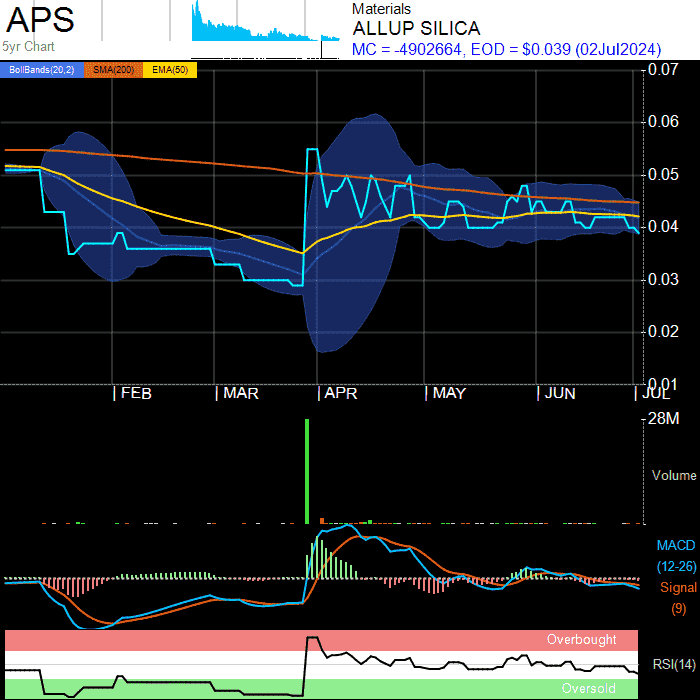 APS
5yr Chart
Materials
ALLUP SILICA
MC = -4902664, EOD = $0.039 (02Jul2024)
BollBands(20,2) SMA(200) EMA(50)
0.07
0.06
0.05
0.04
0.03
0.02
0.01
FEB MAR APR MAY JUN JUL
28M
Volume
MACD
(12-26)
Signal
(9)
Overbought
RSI(14)
Oversold